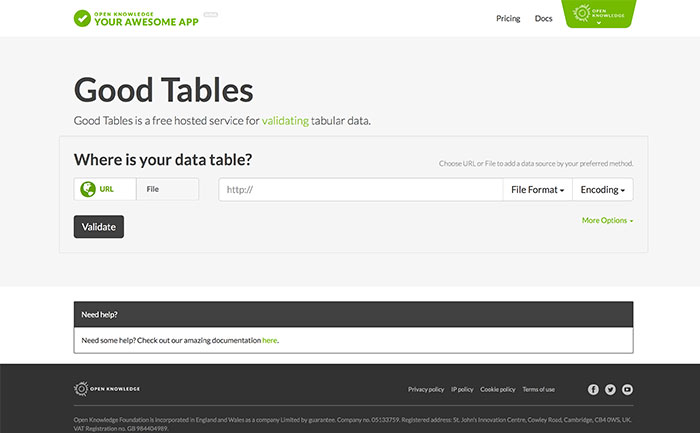 OPEN KNOWLEDGE
YOUR AWESOME APP
Pricing
Docs
OPEN
KNOWLEDGE
Good Tables
Good Tables is a free hosted service for validating tabular data.
Where is your data table?
Choose URL or File to add a data source by your preferred method.
URL
File
http://
File Format
Encoding
Validate
More Options
Need help?
Need some help? Check out our amazing documentation here.
OPEN KNOWLEDGE
Privacy policy
IP policy
Cookie policy
Terms of use
Open Knowledge Foundation is incorporated in England and Wales as a company Limited by guarantee. Company no. 05133759. Registered address: St. John's Innovation Centre, Cowley Road, Cambridge, CB4 0WS, UK.
VAT Registration no. GB 984404989.